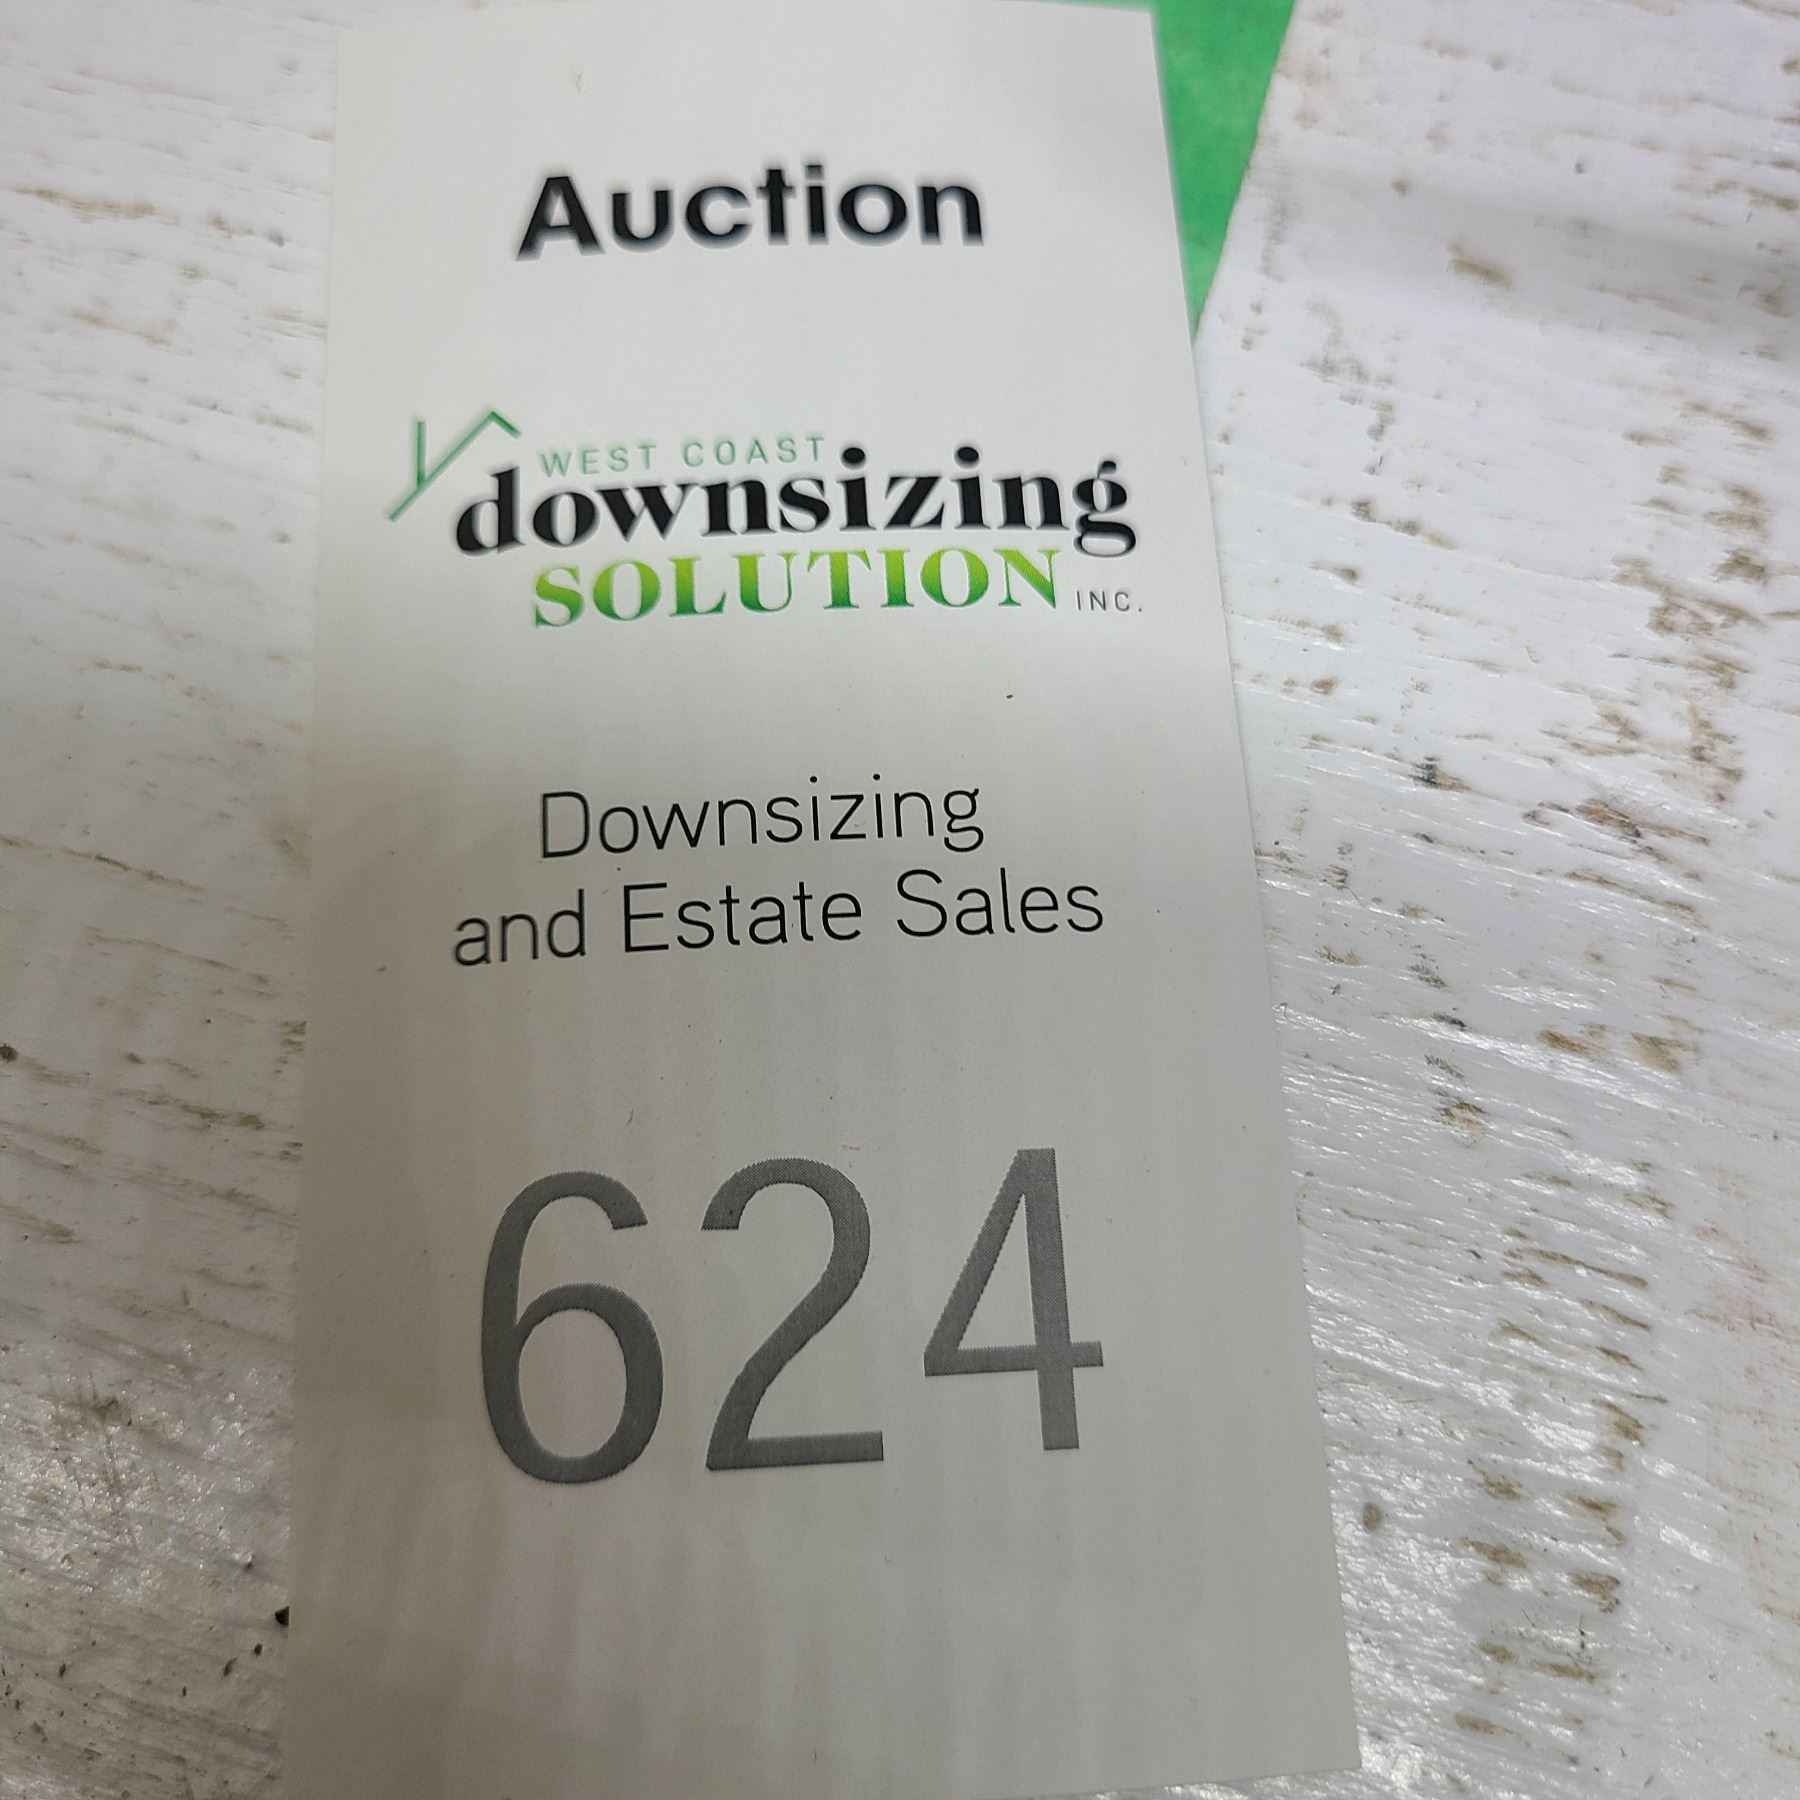 Auction
WEST COAST
downsizing
SOLUTION INC.
Downsizing
and Estate Sales
624